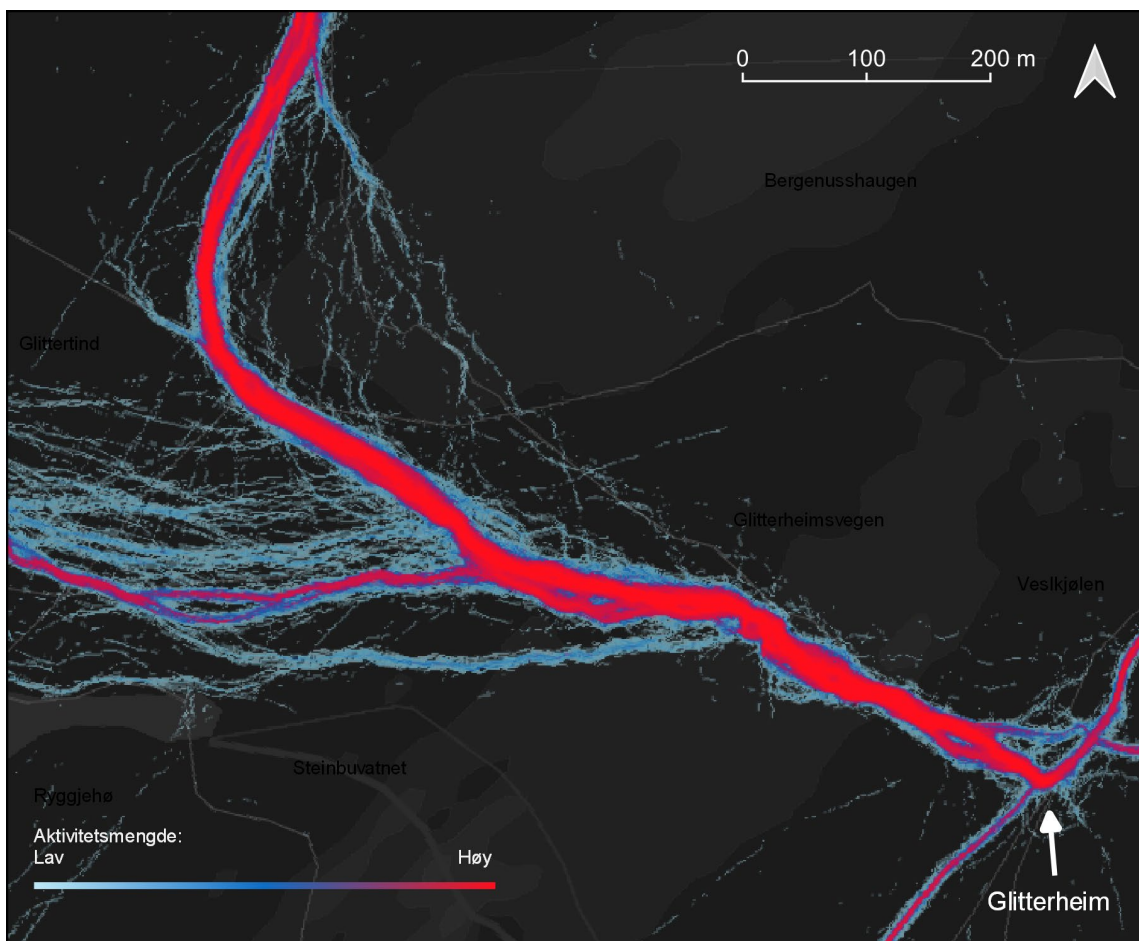 0 100 200 m
Bergenusshaugen
Glittertind
Glitterheimsvegen
Veslkjølen
Steinbuvatnet
Ryggjehø
Aktivitetsmengde:
Lav Høy
Glitterheim